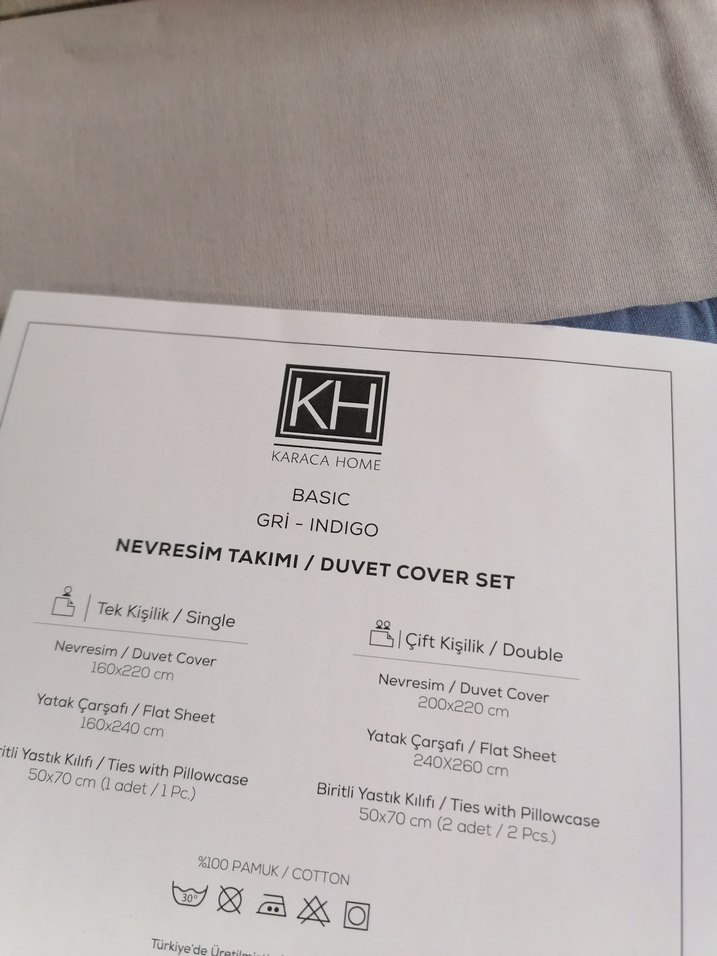 KH
KARACA HOME
BASIC
GRİ - INDIGO
NEVRESİM TAKIMI / DUVET COVER SET
Tek Kişilik / Single
Nevresim / Duvet Cover
160x220 cm
Yatak Çarşafı / Flat Sheet
160x240 cm
Yastık Kılıfı / Ties with Pillowcase
50x70 cm (1 adet / 1 Pc.)
Çift Kişilik / Double
Nevresim / Duvet Cover
200x220 cm
Yatak Çarşafı / Flat Sheet
240X260 cm
Biritli Yastık Kılıfı / Ties with Pillowcase
50x70 cm (2 adet / 2 Pcs.)
%100 PAMUK / COTTON
30°
Türkiye'de